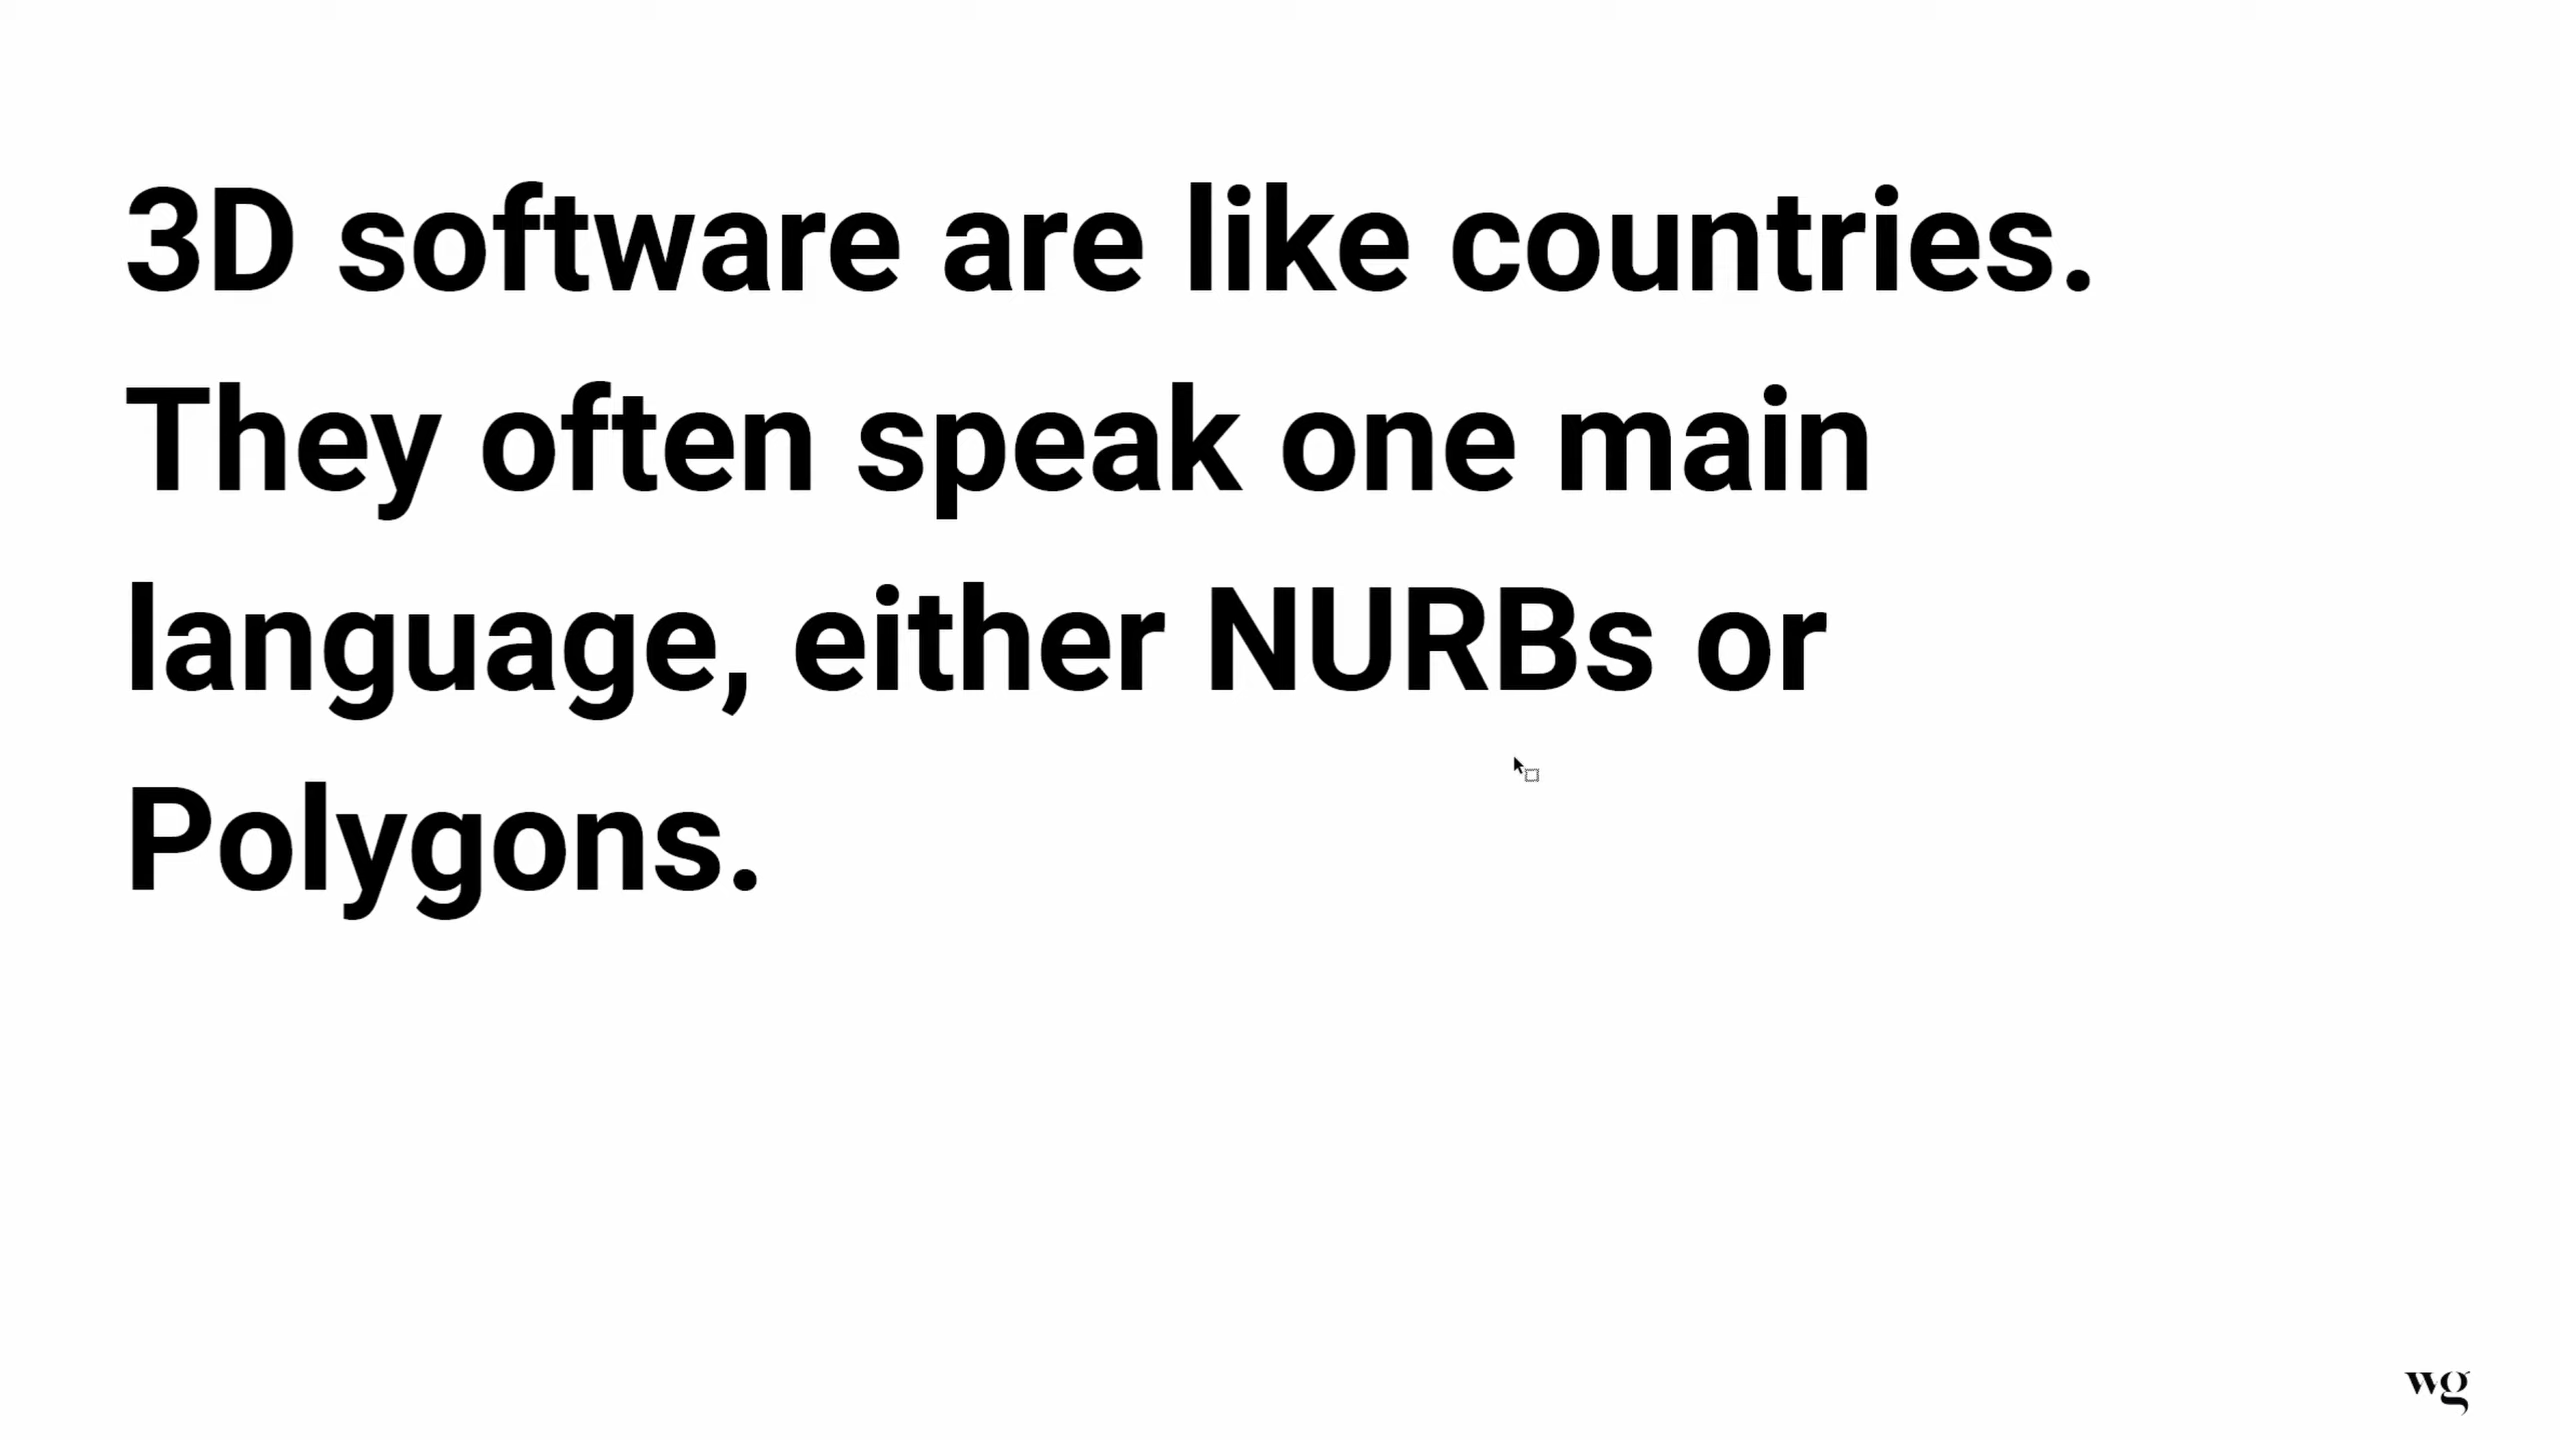 3D software are like countries.
They often speak one main
language, either NURBs or
Polygons.
wg